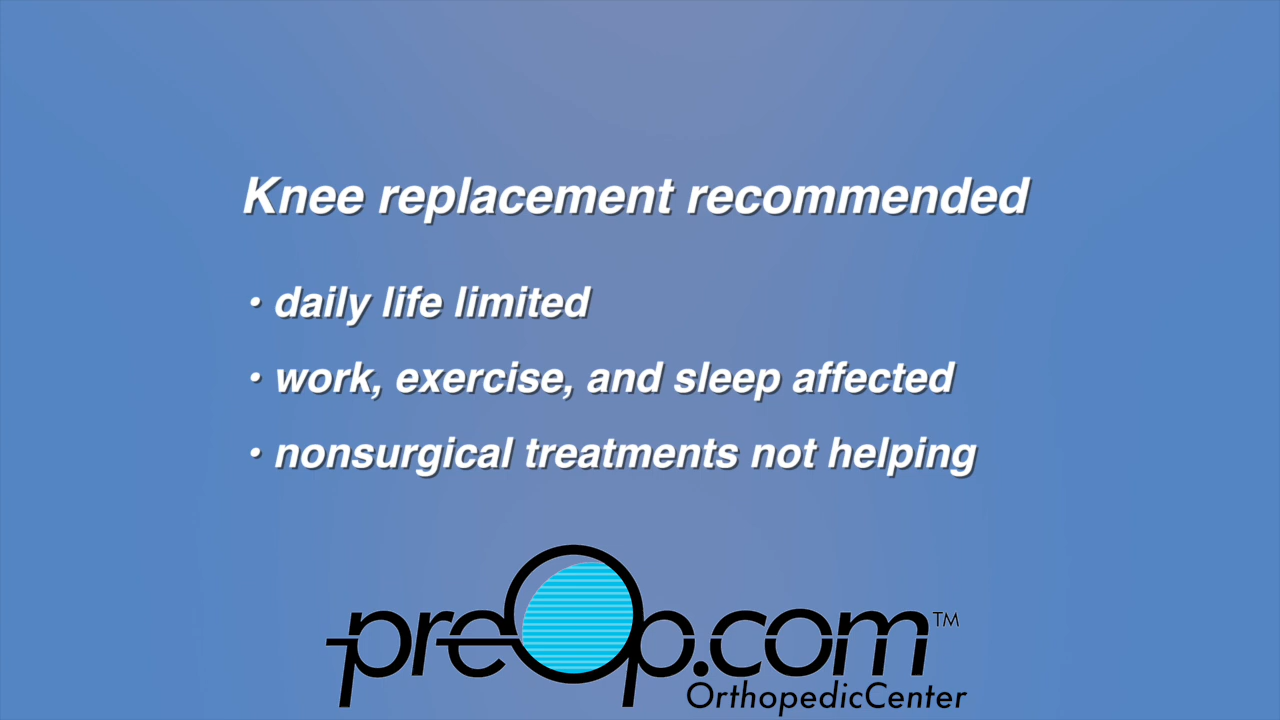 Knee replacement recommended
• daily life limited
• work, exercise, and sleep affected
• nonsurgical treatments not helping
preOp.com™
OrthopedicCenter